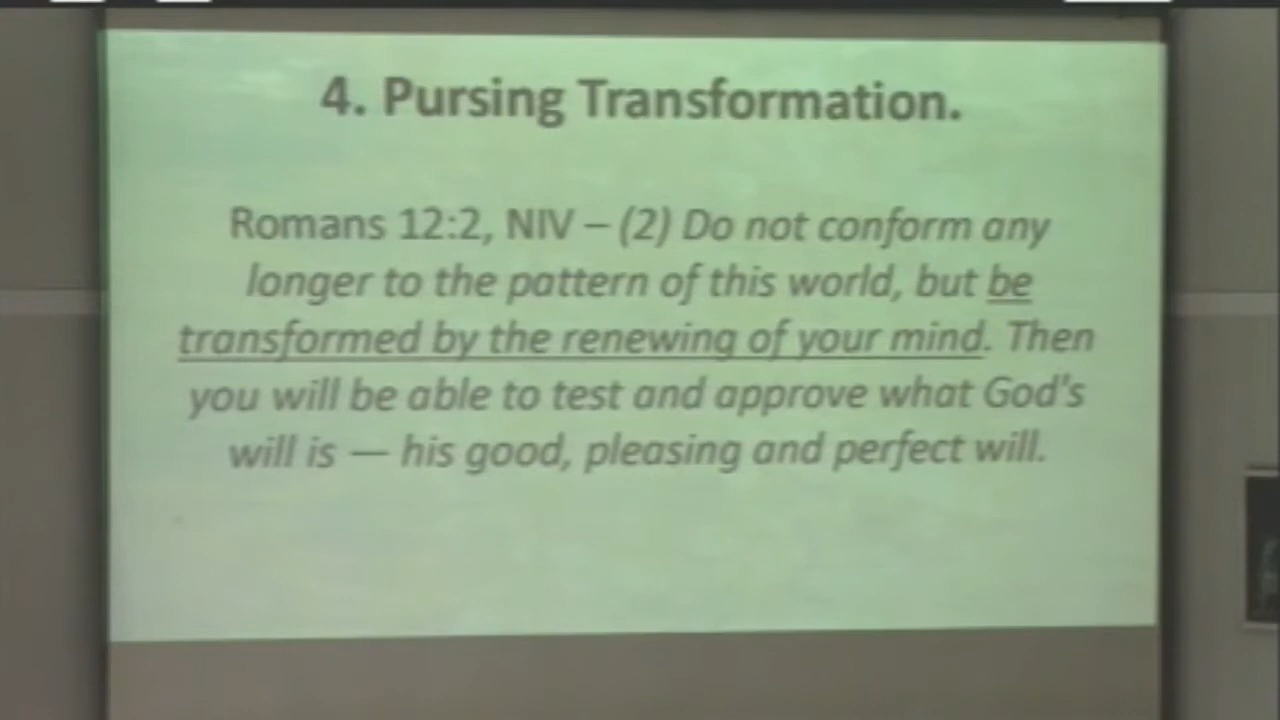 4. Pursing Transformation.
Romans 12:2, NIV – (2) Do not conform any
longer to the pattern of this world, but be
transformed by the renewing of your mind. Then
you will be able to test and approve what God's
will is — his good, pleasing and perfect will.